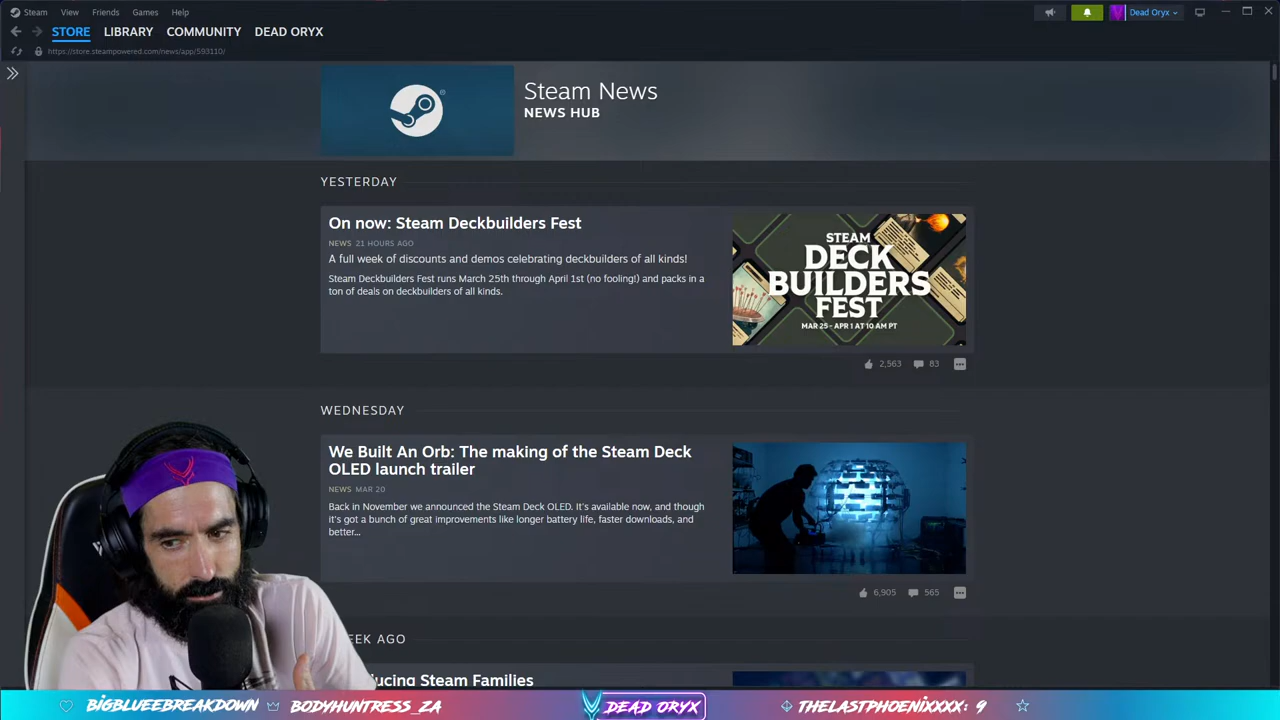 Steam View Friends Games Help
Dead Oryx
STORE LIBRARY COMMUNITY DEAD ORYX
https://store.steampowered.com/news/app/593110/
Steam News
NEWS HUB
YESTERDAY
On now: Steam Deckbuilders Fest
NEWS 21 HOURS AGO
A full week of discounts and demos celebrating deckbuilders of all kinds!
Steam Deckbuilders Fest runs March 25th through April 1st (no fooling!) and packs in a
ton of deals on deckbuilders of all kinds.
STEAM
DECK
BUILDERS
FEST
MAR 25 - APR 1 AT 10 AM PT
2,563 83
WEDNESDAY
We Built An Orb: The making of the Steam Deck
OLED launch trailer
NEWS MAR 20
Back in November we announced the Steam Deck OLED. It's available now, and though
it's got a bunch of great improvements like longer battery life, faster downloads, and
better...
6,905 565
EEK AGO
ucing Steam Families
BIGBLUEEBREAKDOWN BODYHUNTRESS_ZA DEAD ORYX THELASTPHOENIXXXX: 9